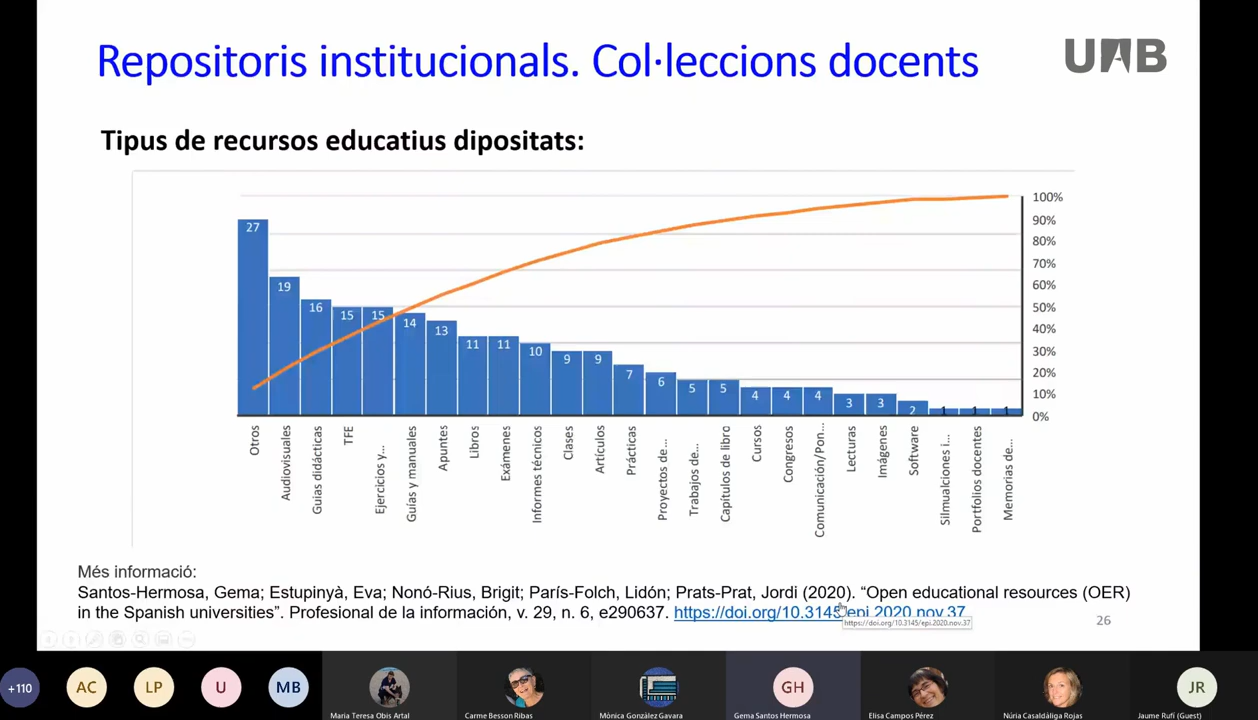 Repositoris institucionals. Col·leccions docents
UAB
Tipus de recursos educatius dipositats:
100%
90%
80%
70%
60%
50%
40%
30%
20%
10%
0%
27
19
16
15
15
14
13
11
11
10
9
9
7
6
5
5
4
4
4
3
3
2
1
1
1
Otros
Audiovisuales
Guias didácticas
TFE
Ejercicios y...
Guías y manuales
Apuntes
Libros
Exámenes
Informes técnicos
Clases
Artículos
Prácticas
Proyectos de...
Trabajos de...
Capítulos de libro
Cursos
Congresos
Comunicación/Pon...
Lecturas
Imágenes
Software
Silmualciones i...
Portfolios docentes
Memorias de...
Més informació:
Santos-Hermosa, Gema; Estupinyà, Eva; Nonó-Rius, Brigit; París-Folch, Lidón; Prats-Prat, Jordi (2020). “Open educational resources (OER)
in the Spanish universities”. Profesional de la información, v. 29, n. 6, e290637. https://doi.org/10.3145/epi.2020.nov.37
https://doi.org/10.3145/epi.2020.nov.37
26
+110
AC
LP
U
MB
GH
JR
Maria Teresa Obis Artal
Carme Besson Ribas
Mònica González Gavara
Gema Santos Hermosa
Elisa Campos Pérez
Núria Casaldàliga Rojas
Jaume Rufí (Guest)